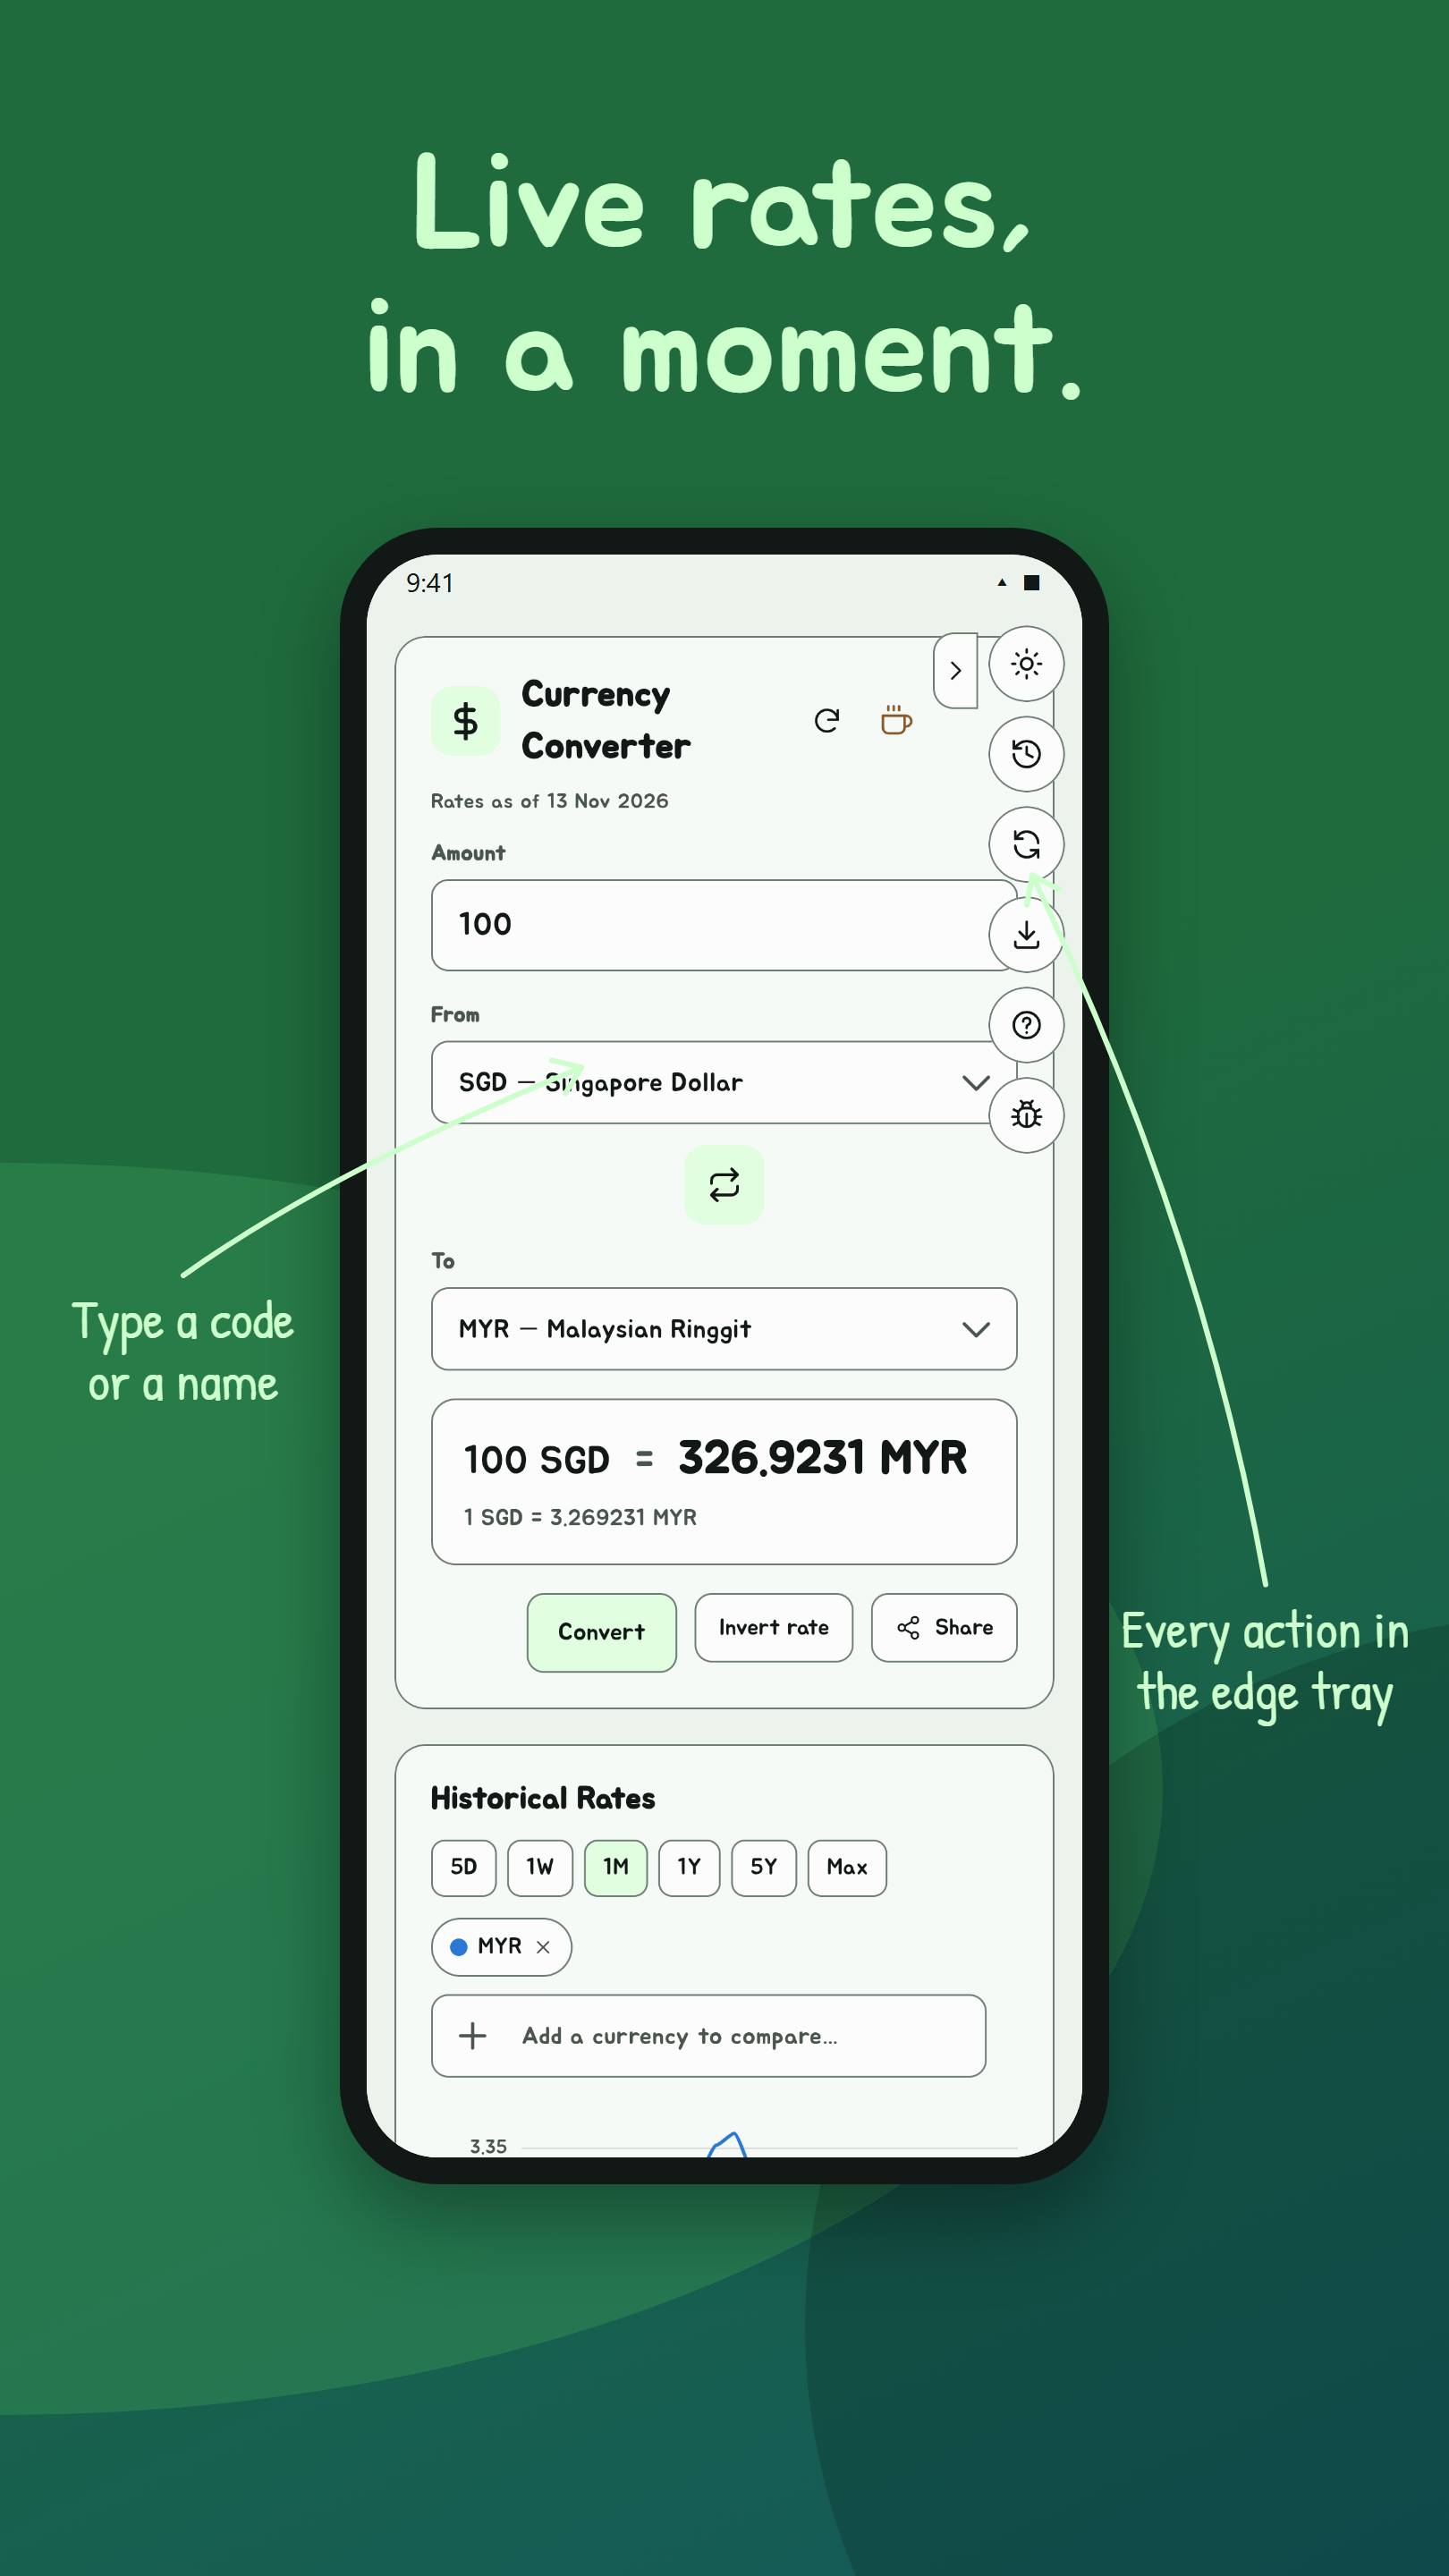 Live rates,
in a moment.
9:41
Currency
Converter
Rates as of 13 Nov 2026
Amount
100
From
SGD — Singapore Dollar
To
MYR — Malaysian Ringgit
Type a code
or a name
100 SGD = 326.9231 MYR
1 SGD = 3.269231 MYR
Convert
Invert rate
Share
Every action in
the edge tray
Historical Rates
5D 1W 1M 1Y 5Y Max
MYR
Add a currency to compare...
3.35